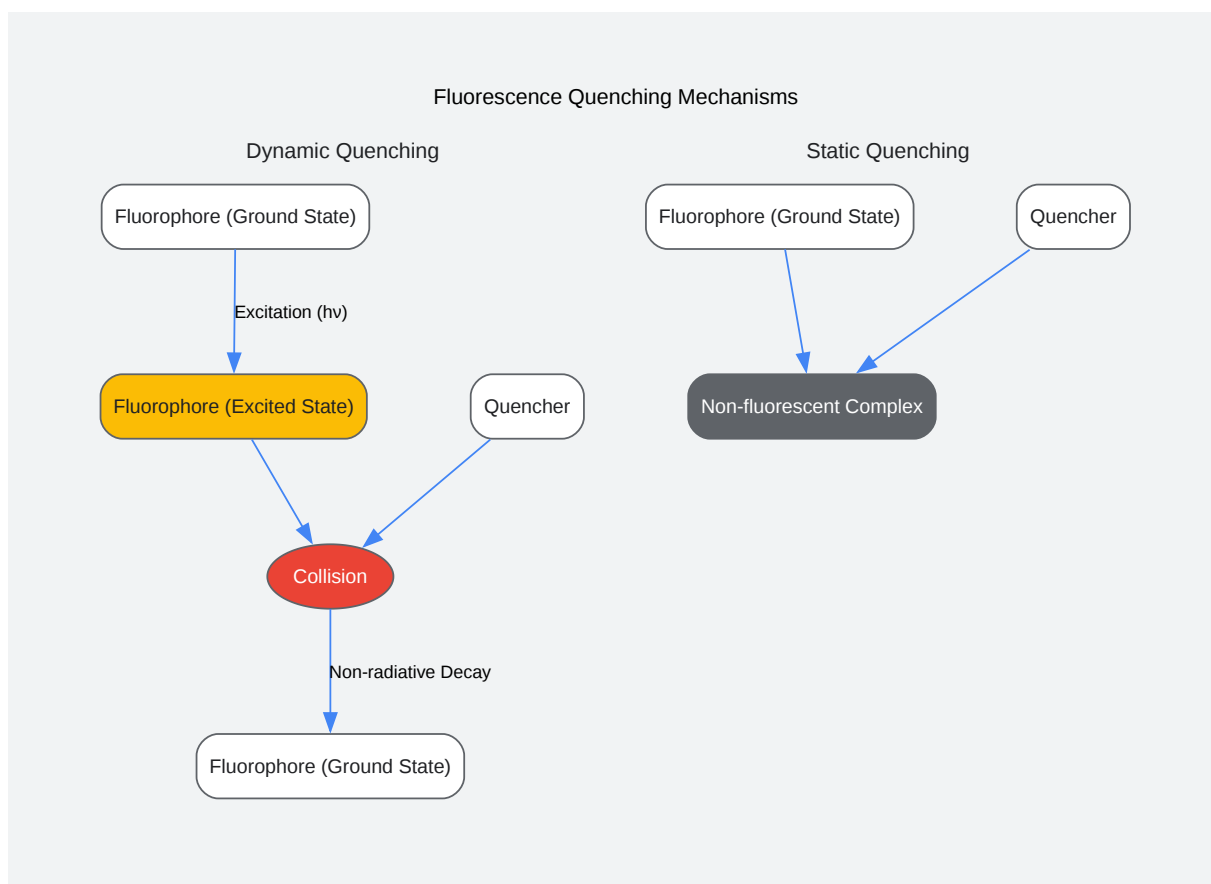 Fluorescence Quenching Mechanisms
Dynamic Quenching
Fluorophore (Ground State)
Excitation (hν)
Fluorophore (Excited State)
Quencher
Collision
Non-radiative Decay
Fluorophore (Ground State)
Static Quenching
Fluorophore (Ground State)
Quencher
Non-fluorescent Complex